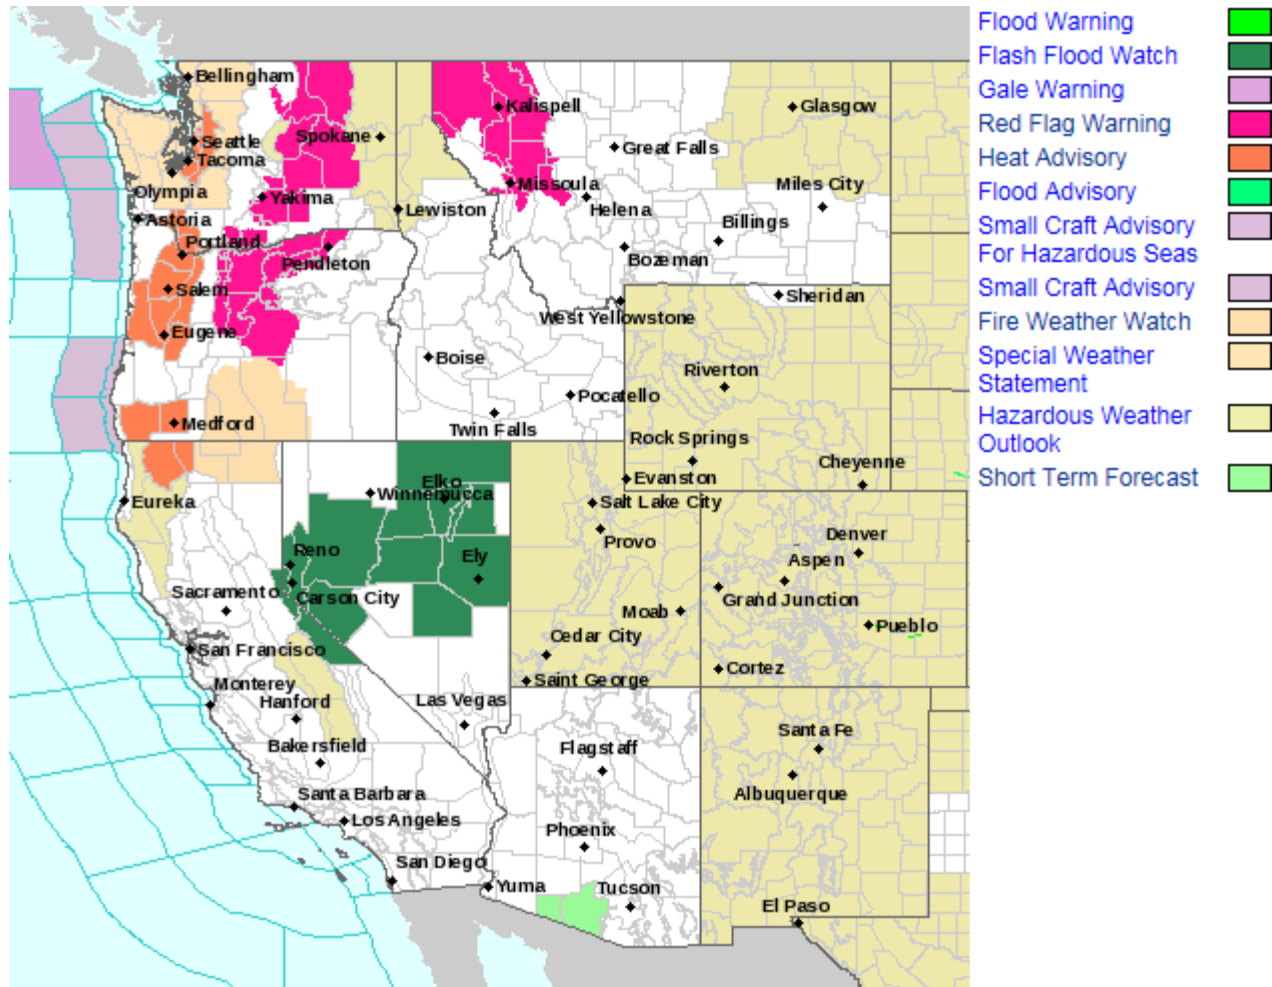 Bellingham
Kalispell
Glasgow
Spokane
Seattle
Great Falls
Tacoma
Missoula
Miles City
Olympia
Yakima
Helena
Lewiston
Astoria
Billings
Portland
Pendleton
Bozeman
Salem
Sheridan
West Yellowstone
Eugene
Boise
Riverton
Pocatello
Medford
Twin Falls
Rock Springs
Cheyenne
Elko
Evanston
Winnemucca
Eureka
Salt Lake City
Provo
Denver
Reno
Ely
Aspen
Sacramento
Carson City
Grand Junction
Moab
Pueblo
Cedar City
San Francisco
Cortez
Saint George
Monterey
Hanford
Las Vegas
Santa Fe
Bakersfield
Flagstaff
Santa Barbara
Albuquerque
Los Angeles
Phoenix
San Diego
Yuma
Tucson
El Paso
Flood Warning
Flash Flood Watch
Gale Warning
Red Flag Warning
Heat Advisory
Flood Advisory
Small Craft Advisory
For Hazardous Seas
Small Craft Advisory
Fire Weather Watch
Special Weather
Statement
Hazardous Weather
Outlook
Short Term Forecast